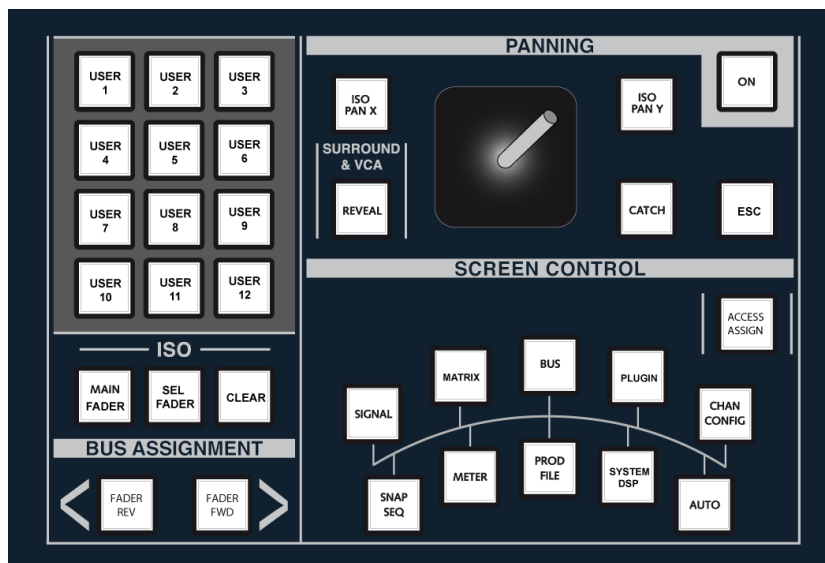 USER
1
USER
2
USER
3
USER
4
USER
5
USER
6
USER
7
USER
8
USER
9
USER
10
USER
11
USER
12
ISO
MAIN
FADER
SEL
FADER
CLEAR
BUS ASSIGNMENT
FADER
REV
FADER
FWD
PANNING
ISO
PAN X
ISO
PAN Y
ON
SURROUND
& VCA
REVEAL
CATCH
ESC
SCREEN CONTROL
ACCESS
ASSIGN
SIGNAL
MATRIX
BUS
PLUGIN
CHAN
CONFIG
SNAP
SEQ
METER
PROD
FILE
SYSTEM
DSP
AUTO